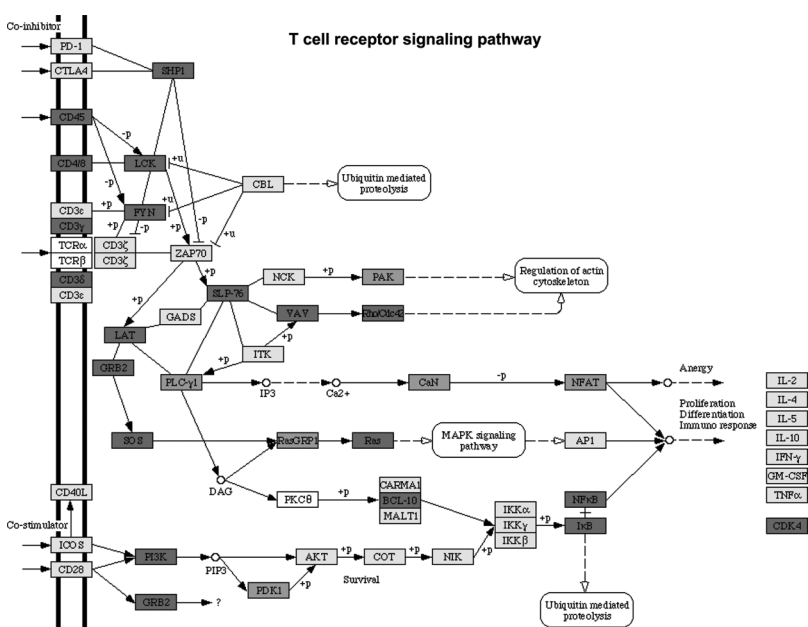 T cell receptor signaling pathway
Co-inhibitor
PD-1
CTLA4
SHP1
CD45
-p
CD4/8
LCK
+u
CBL
Ubiquitin mediated
proteolysis
-p
+p
CD3ε
+p
FYN
+u
CD3γ
+p
-p
-p
+u
TCRα
CD3ζ
TCRβ
CD3ζ
ZAP70
CD3δ
CD3ε
+p
+p
NCK
+p
PAK
Regulation of actin
cytoskeleton
SLP-76
GADS
VAV
Rho/Cdc42
LAT
+p
ITK
GRB2
+p
PLC-γ1
IP3
Ca2+
CaN
-p
NFAT
Anergy
Proliferation
Differentiation
Immuno response
IL-2
IL-4
IL-5
IL-10
IFN-γ
GM-CSF
TNFα
CDK4
SOS
RasGRP1
Ras
MAPK signaling
pathway
AP1
DAG
CD40L
PKCθ
+p
CARMA1
BCL-10
MALT1
IKKα
IKKγ
IKKβ
+p
NFκB
IκB
Co-stimulator
ICOS
CD28
PI3K
PIP3
AKT
+p
COT
+p
NIK
+p
PDK1
+p
Survival
GRB2
?
Ubiquitin mediated
proteolysis